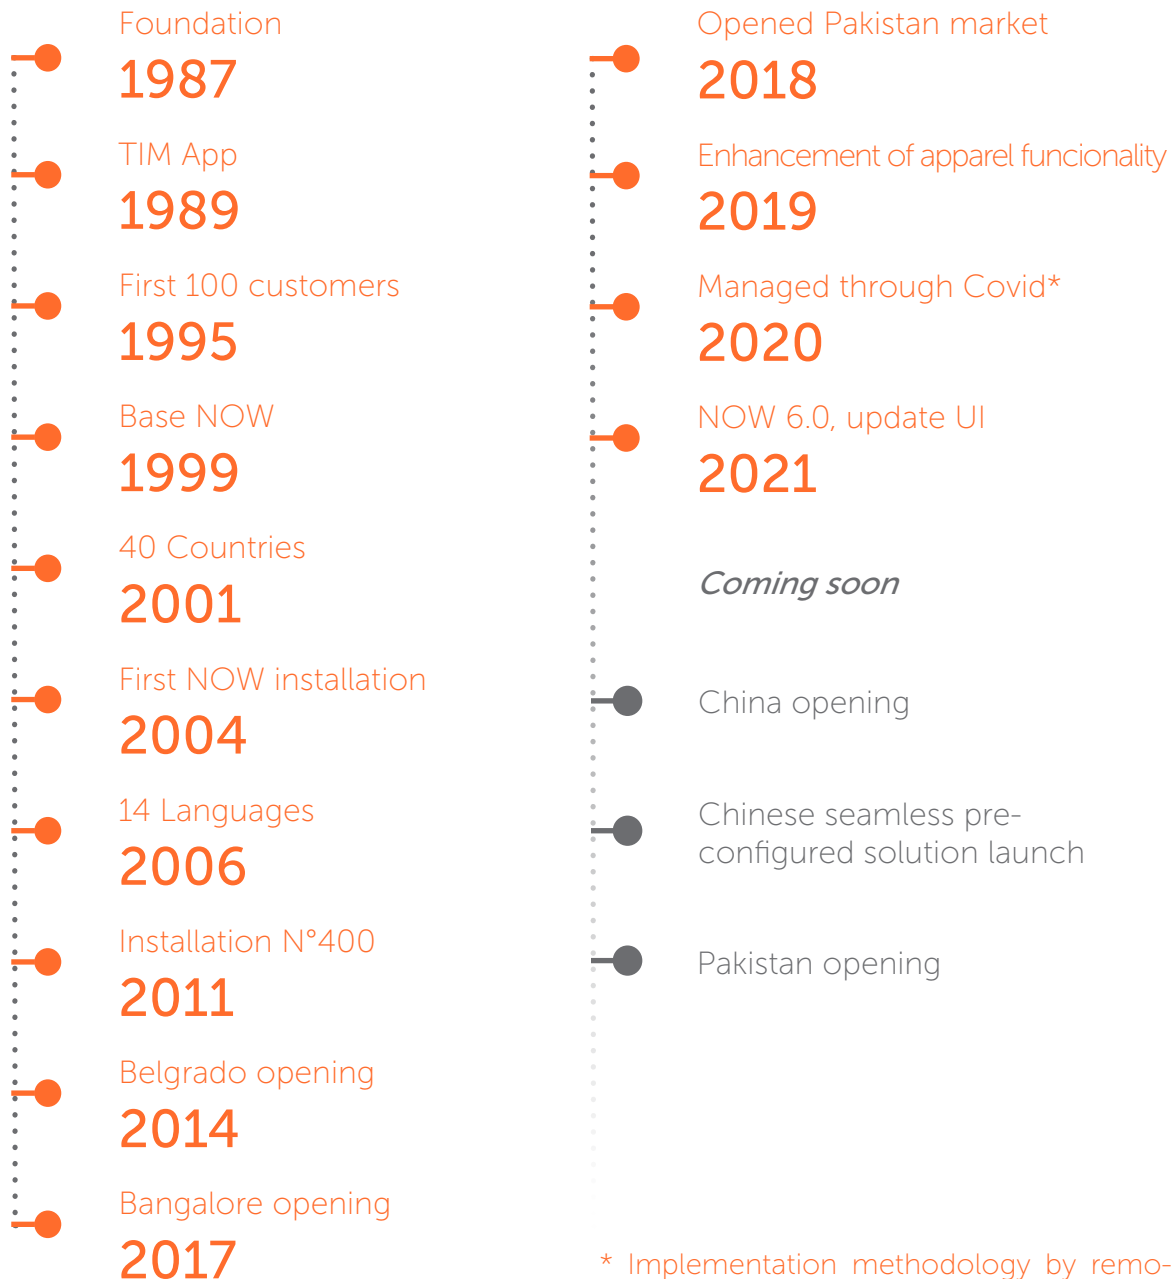 Foundation
1987
TIM App
1989
First 100 customers
1995
Base NOW
1999
40 Countries
2001
First NOW installation
2004
14 Languages
2006
Installation N°400
2011
Belgrado opening
2014
Bangalore opening
2017
Opened Pakistan market
2018
Enhancement of apparel funcionality
2019
Managed through Covid*
2020
NOW 6.0, update UI
2021
Coming soon
China opening
Chinese seamless pre-
configured solution launch
Pakistan opening
* Implementation methodology by remo-